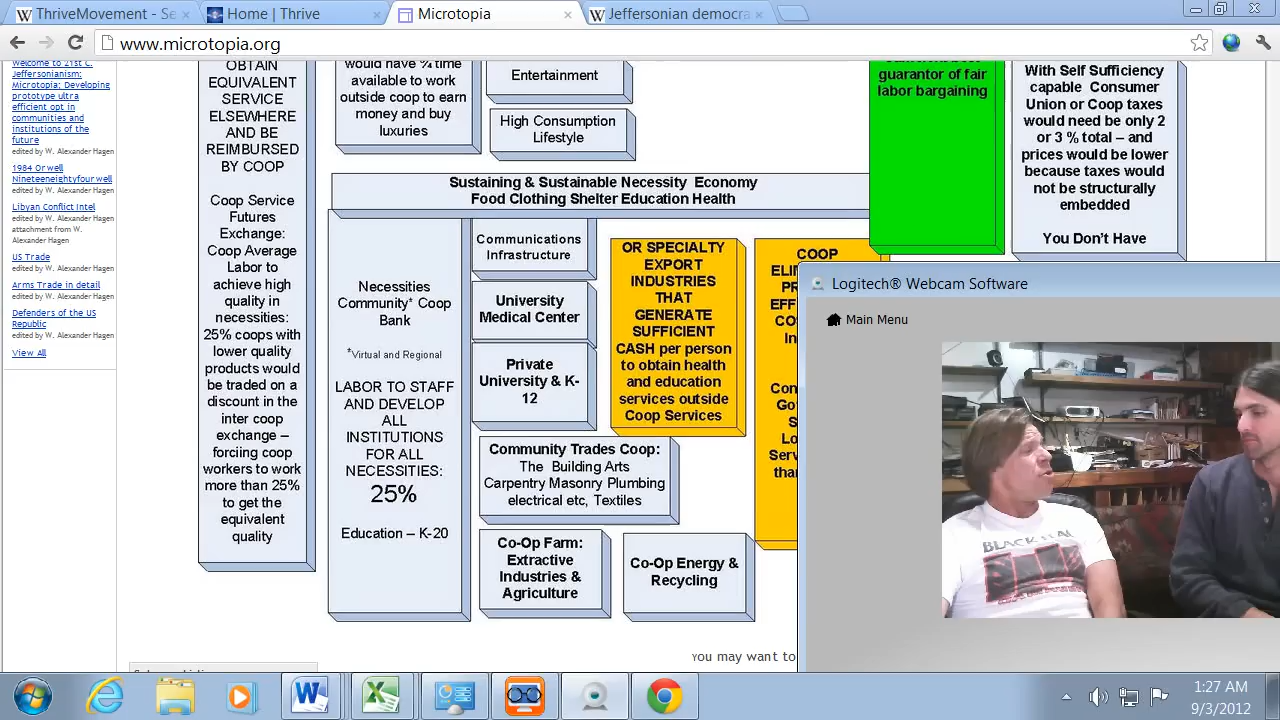 ThriveMovement - Se
Home | Thrive
Microtopia
Jeffersonian democra
www.microtopia.org
Welcome to 21st C.
Jeffersonianism:
Microtopia; Developing
prototype ultra
efficient opt in
communities and
institutions of the
future
edited by W. Alexander Hagen
1984 Orwell
Nineteeneightyfour well
edited by W. Alexander Hagen
Libyan Conflict Intel
edited by W. Alexander Hagen
attachment from W.
Alexander Hagen
US Trade
edited by W. Alexander Hagen
Arms Trade in detail
edited by W. Alexander Hagen
Defenders of the US
Republic
edited by W. Alexander Hagen
View All
OBTAIN
EQUIVALENT
SERVICE
ELSEWHERE
AND BE
REIMBURSED
BY COOP
Coop Service
Futures
Exchange:
Coop Average
Labor to
achieve high
quality in
necessities:
25% coops with
lower quality
products would
be traded on a
discount in the
inter coop
exchange –
forciing coop
workers to work
more than 25%
to get the
equivalent
quality
would have ¾ time
available to work
outside coop to earn
money and buy
luxuries
Entertainment
High Consumption
Lifestyle
guarantor of fair
labor bargaining
With Self Sufficiency
capable Consumer
Union or Coop taxes
would need be only 2
or 3 % total – and
prices would be lower
because taxes would
not be structurally
embedded
You Don't Have
Sustaining & Sustainable Necessity Economy
Food Clothing Shelter Education Health
Necessities
Community* Coop
Bank
*Virtual and Regional
LABOR TO STAFF
AND DEVELOP
ALL
INSTITUTIONS
FOR ALL
NECESSITIES:
25%
Education – K-20
Communications
Infrastructure
University
Medical Center
Private
University & K-
12
OR SPECIALTY
EXPORT
INDUSTRIES
THAT
GENERATE
SUFFICIENT
CASH per person
to obtain health
and education
services outside
Coop Services
COOP
Community Trades Coop:
The Building Arts
Carpentry Masonry Plumbing
electrical etc, Textiles
Co-Op Farm:
Extractive
Industries &
Agriculture
Co-Op Energy &
Recycling
You may want to
Logitech® Webcam Software
Main Menu
1:27 AM
9/3/2012